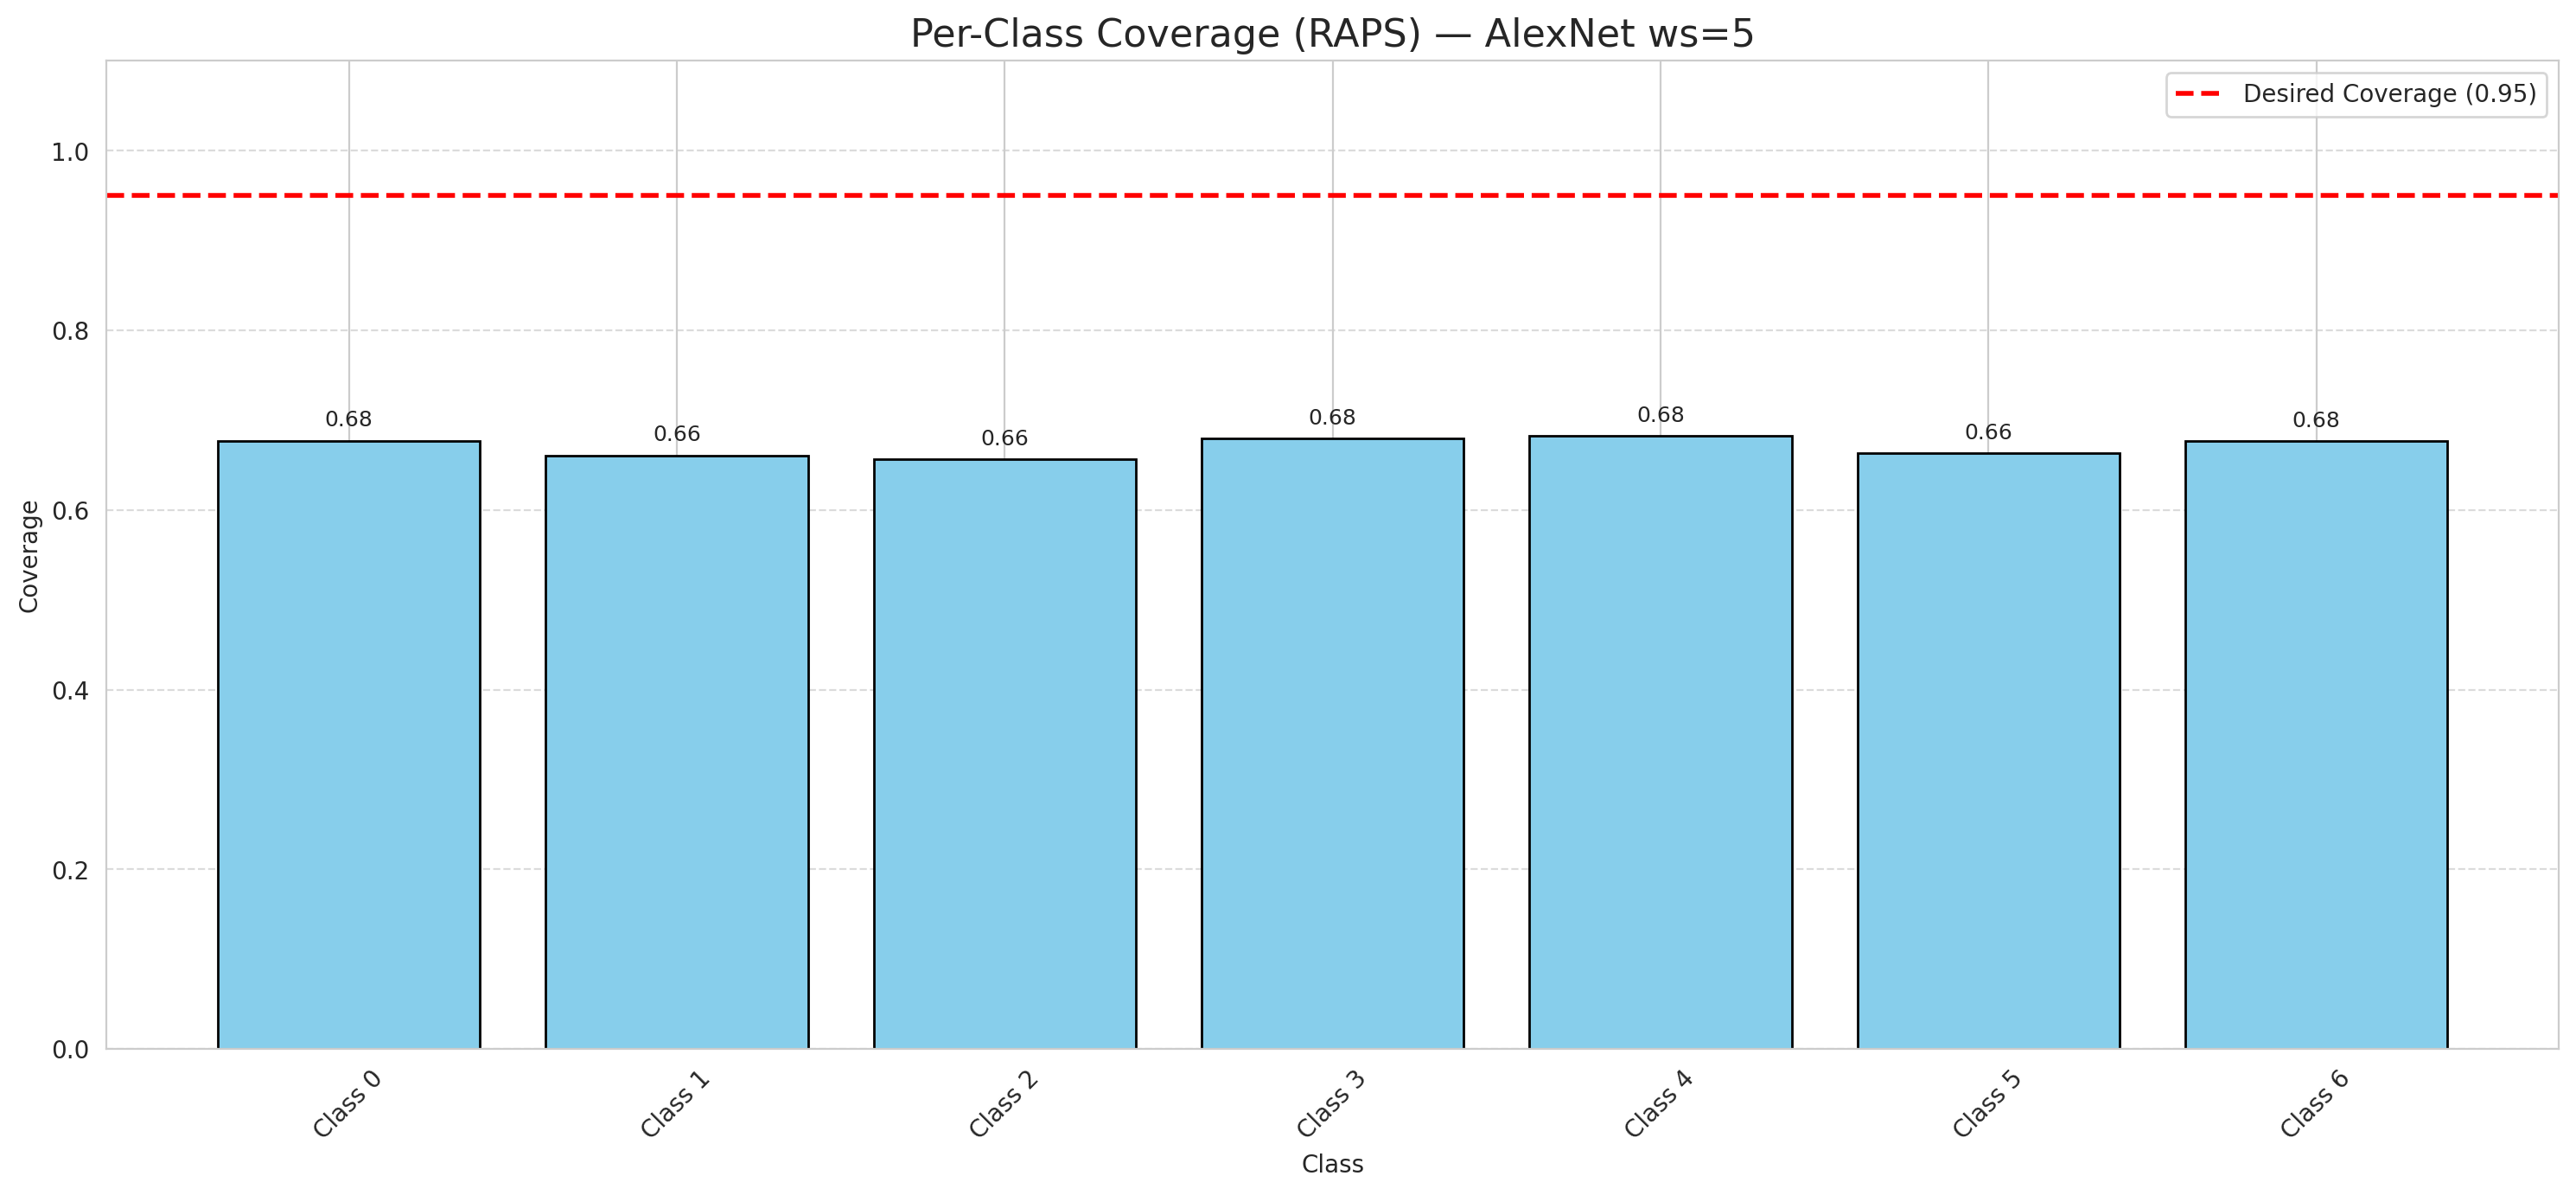 Per-Class Coverage (RAPS) — AlexNet ws=5
Desired Coverage (0.95)
1.0
0.8
0.6
0.4
0.2
0.0
Coverage
0.68
0.66
0.66
0.68
0.68
0.66
0.68
Class 0
Class 1
Class 2
Class 3
Class 4
Class 5
Class 6
Class